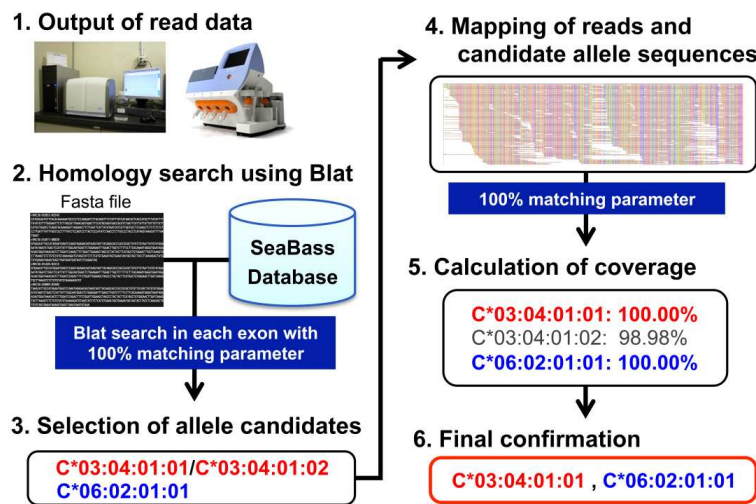 1. Output of read data
2. Homology search using Blat
Fasta file
SeaBass
Database
Blat search in each exon with
100% matching parameter
3. Selection of allele candidates
C*03:04:01:01/C*03:04:01:02
C*06:02:01:01
4. Mapping of reads and
candidate allele sequences
100% matching parameter
5. Calculation of coverage
C*03:04:01:01: 100.00%
C*03:04:01:02: 98.98%
C*06:02:01:01: 100.00%
6. Final confirmation
C*03:04:01:01 , C*06:02:01:01